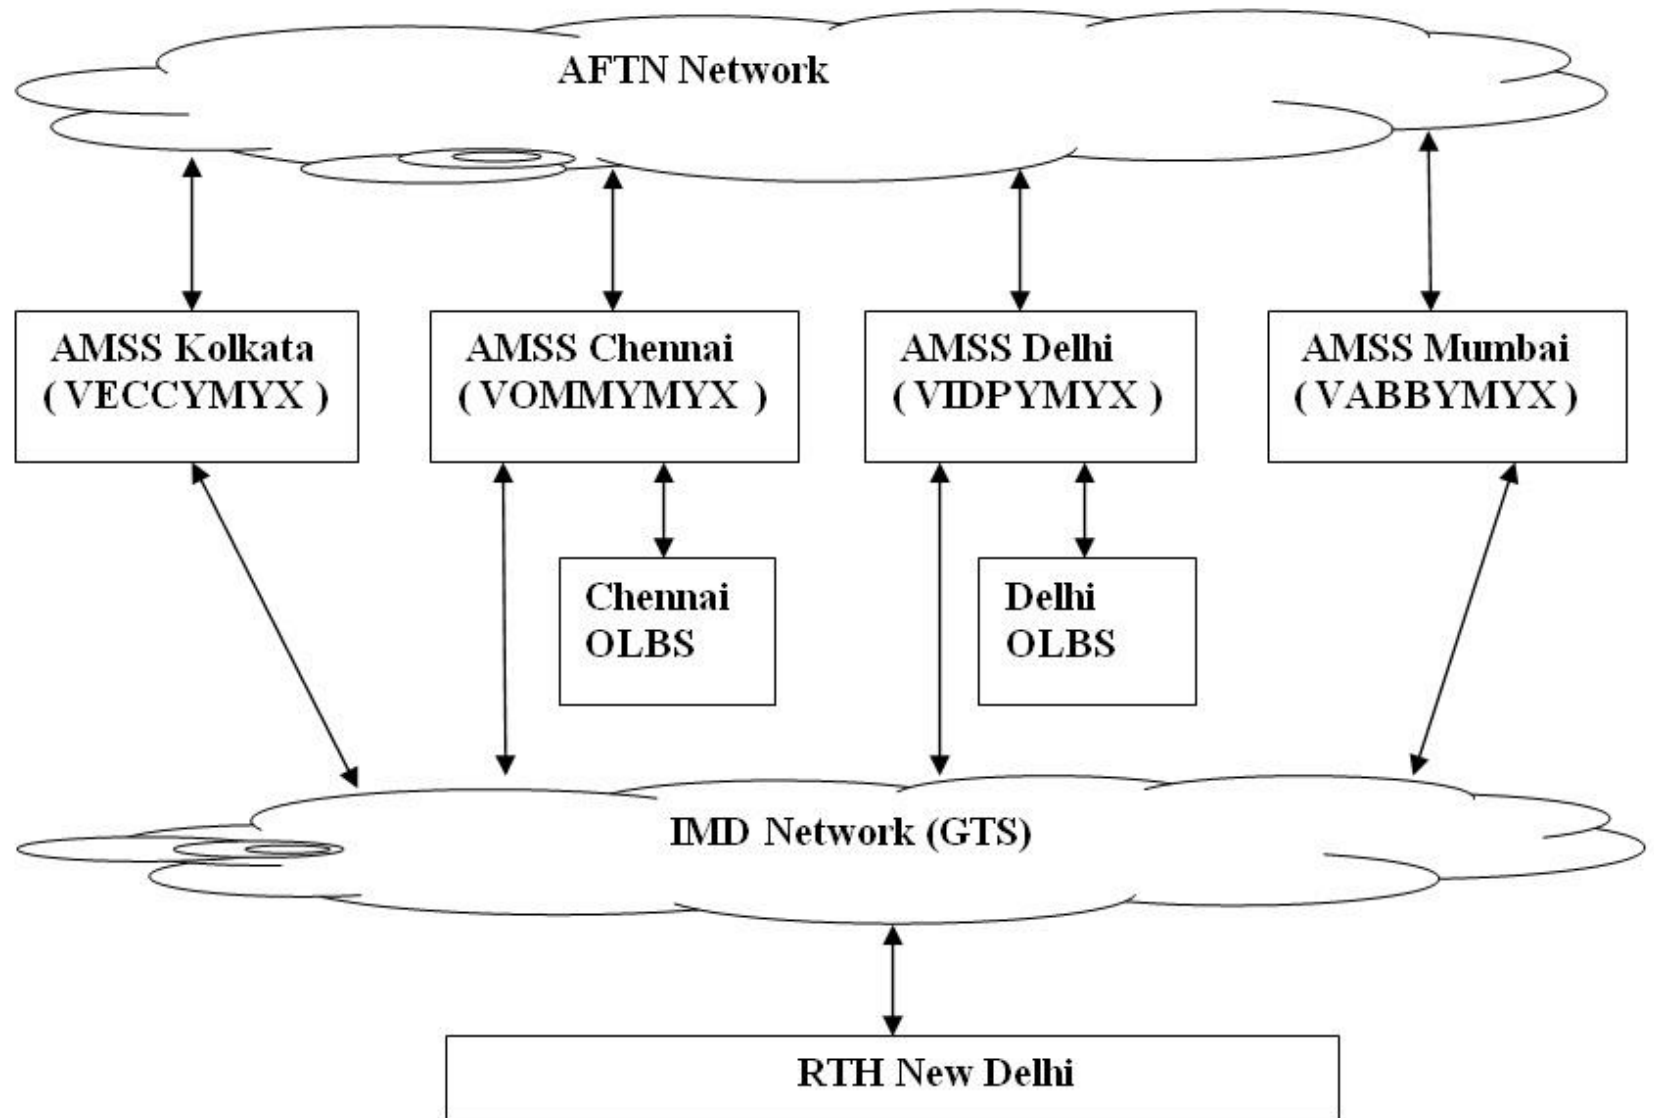 AFTN Network
AMSS Kolkata
( VECCYMYX )
AMSS Chennai
( VOMMYMYX )
AMSS Delhi
( VIDPYMYX )
AMSS Mumbai
( VABBYMYX )
Chennai
OLBS
Delhi
OLBS
IMD Network (GTS)
RTH New Delhi